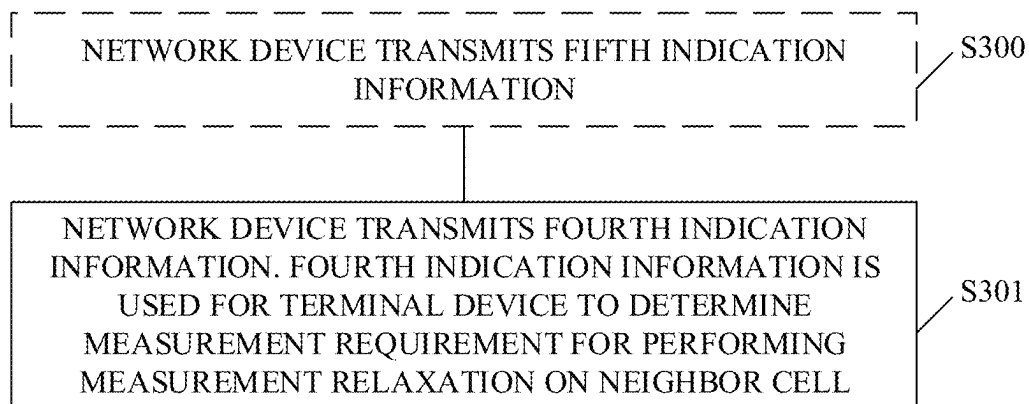 NETWORK DEVICE TRANSMITS FIFTH INDICATION
INFORMATION
S300
NETWORK DEVICE TRANSMITS FOURTH INDICATION
INFORMATION. FOURTH INDICATION INFORMATION IS
USED FOR TERMINAL DEVICE TO DETERMINE
MEASUREMENT REQUIREMENT FOR PERFORMING
MEASUREMENT RELAXATION ON NEIGHBOR CELL
S301